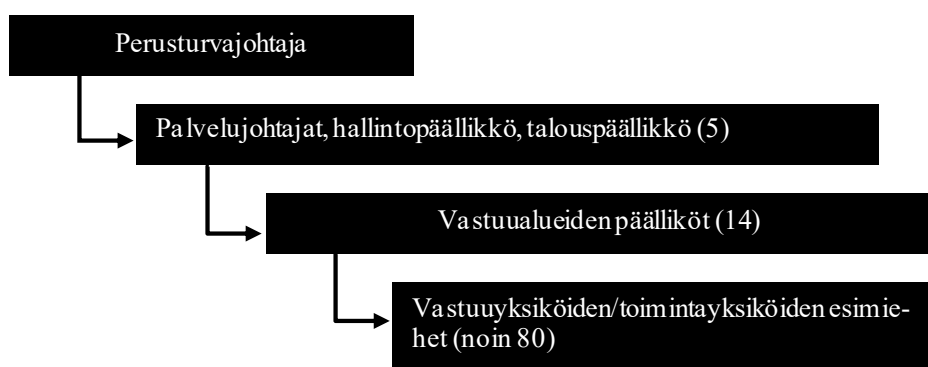 Perusturvajohtaja
Palvelujohtajat, hallintopäällikkö, talouspäällikkö (5)
Vastuualueiden päälliköt (14)
Vastuuyksiköiden/toimintayksiköiden esimie-
het (noin 80)